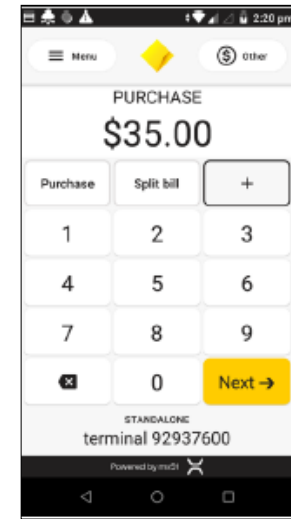 2:20 pm
Menu
Other
PURCHASE
$35.00
Purchase
Split bill
+
1 2 3
4 5 6
7 8 9
0 Next →
STANDALONE
terminal 92937600
Powered by mx51